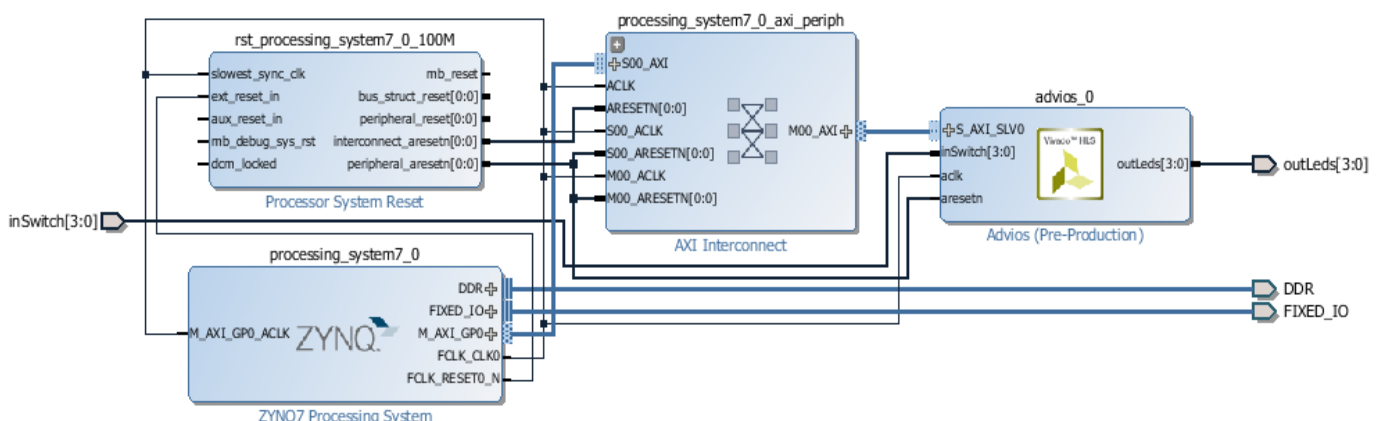 processing_system7_0_axi_periph
rst_processing_system7_0_100M
slowest_sync_clk
ext_reset_in
aux_reset_in
mb_debug_sys_rst
dcm_locked
mb_reset
bus_struct_reset[0:0]
peripheral_reset[0:0]
interconnect_aresetn[0:0]
peripheral_aresetn[0:0]
Processor System Reset
S00_AXI
ACLK
ARESETN[0:0]
S00_ACLK
S00_ARESETN[0:0]
M00_ACLK
M00_ARESETN[0:0]
M00_AXI
AXI Interconnect
advios_0
S_AXI_SLV0
inSwitch[3:0]
aclk
aresetn
Vivado™ HLS
outLeds[3:0]
Advios (Pre-Production)
outLeds[3:0]
inSwitch[3:0]
processing_system7_0
M_AXI_GP0_ACLK
ZYNQ
DDR
FIXED_IO
M_AXI_GP0
FCLK_CLK0
FCLK_RESET0_N
ZYNQ7 Processing System
DDR
FIXED_IO